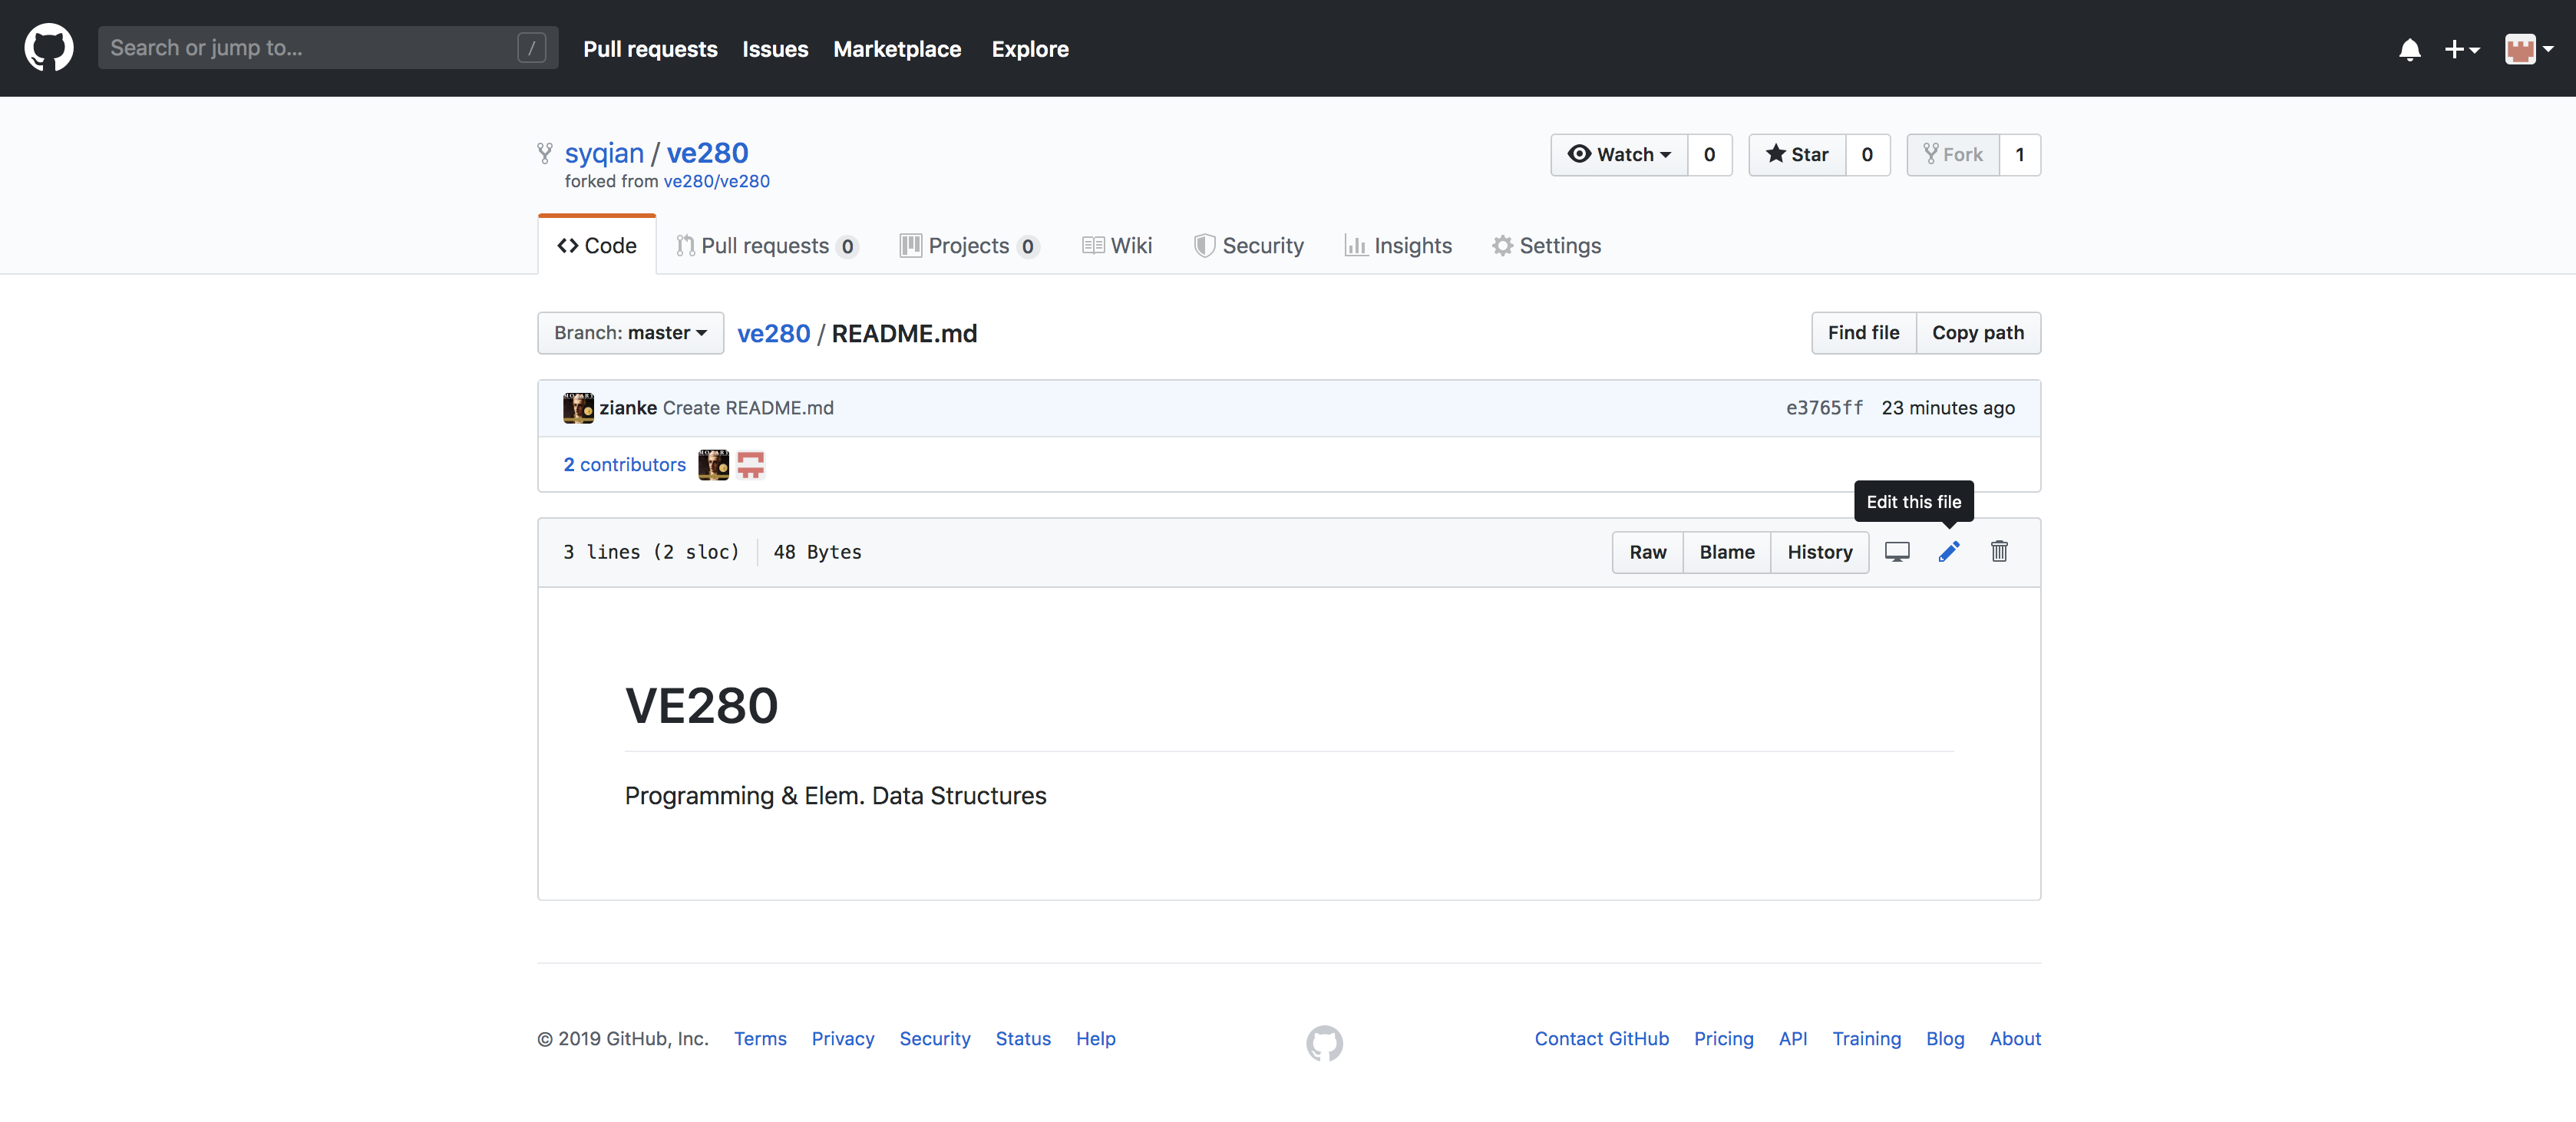 Search or jump to... / Pull requests Issues Marketplace Explore
syqian / ve280 Watch 0 Star 0 Fork 1
forked from ve280/ve280
Code Pull requests 0 Projects 0 Wiki Security Insights Settings
Branch: master ve280 / README.md Find file Copy path
zianke Create README.md e3765ff 23 minutes ago
2 contributors
Edit this file
3 lines (2 sloc) 48 Bytes Raw Blame History
VE280
Programming & Elem. Data Structures
© 2019 GitHub, Inc. Terms Privacy Security Status Help Contact GitHub Pricing API Training Blog About